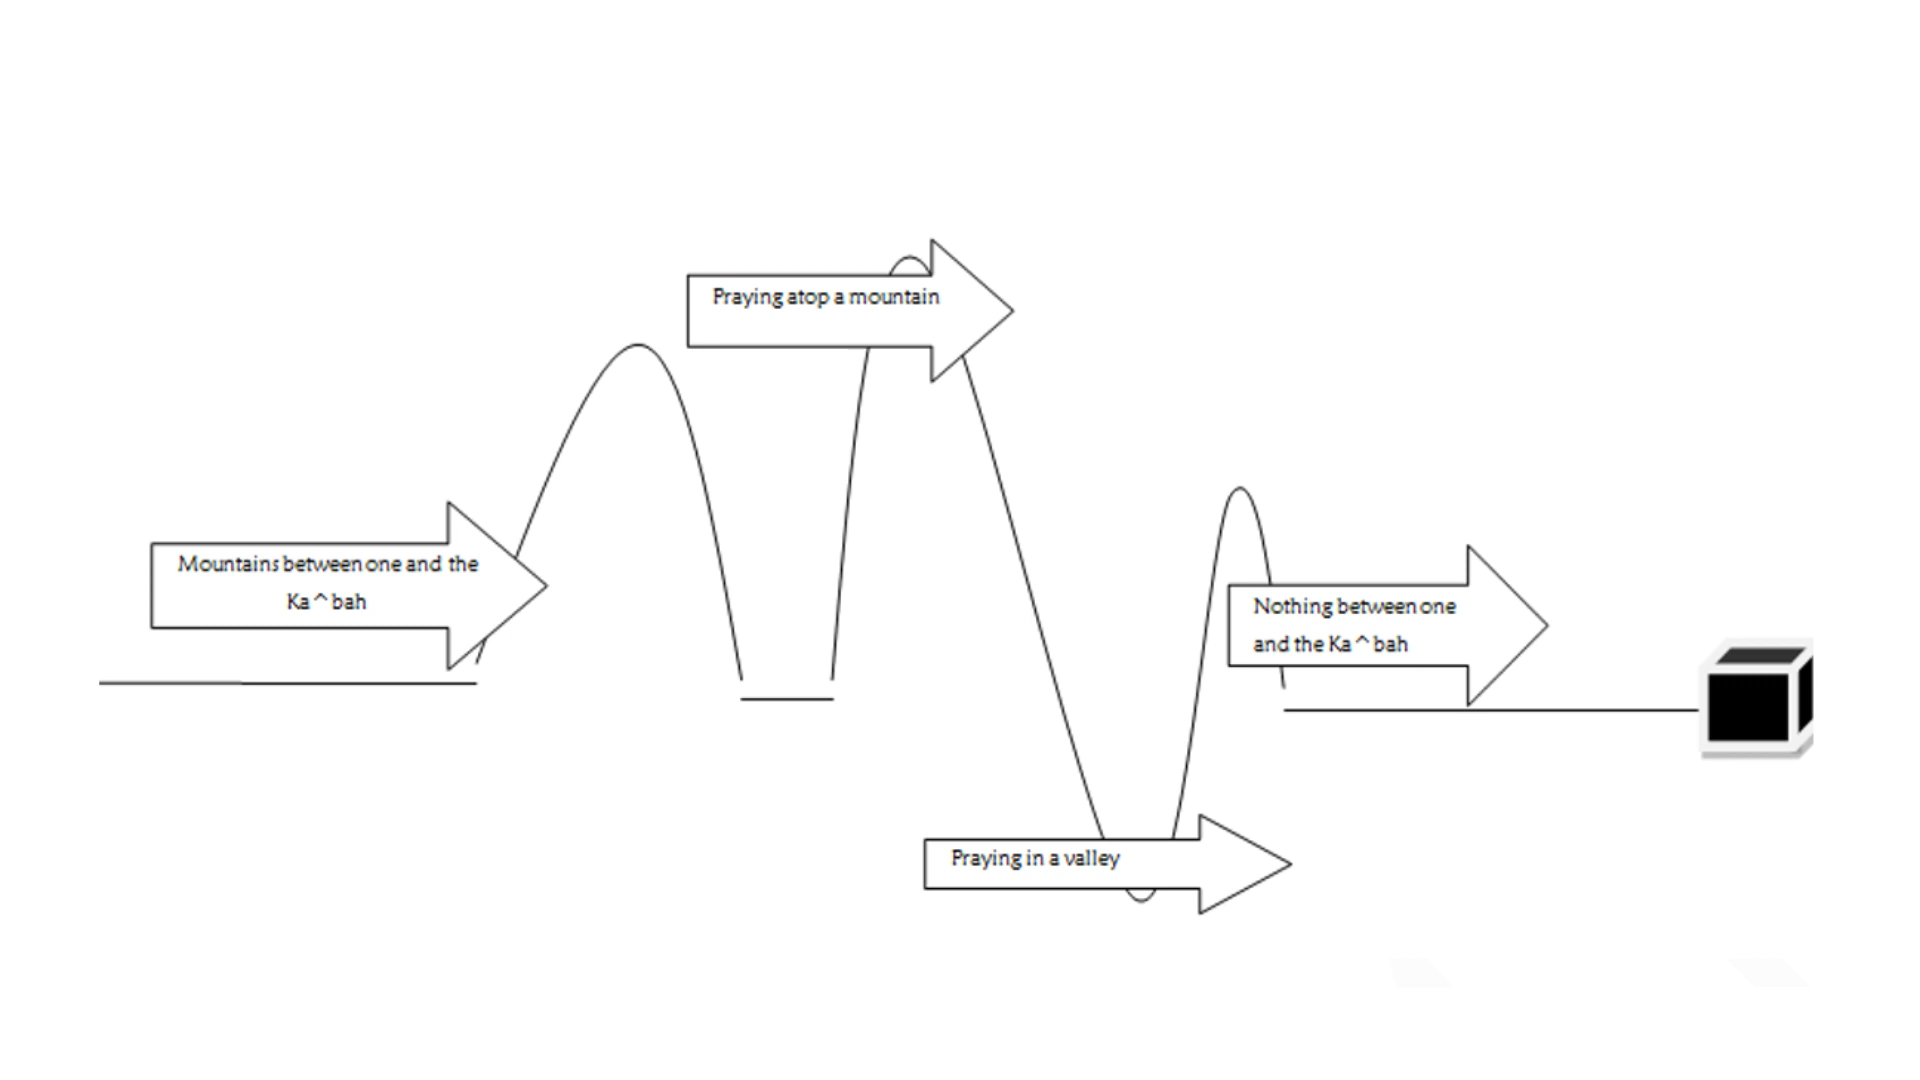 Praying atop a mountain
Mountains between one and the
Ka^bah
Nothing between one
and the Ka^bah
Praying in a valley